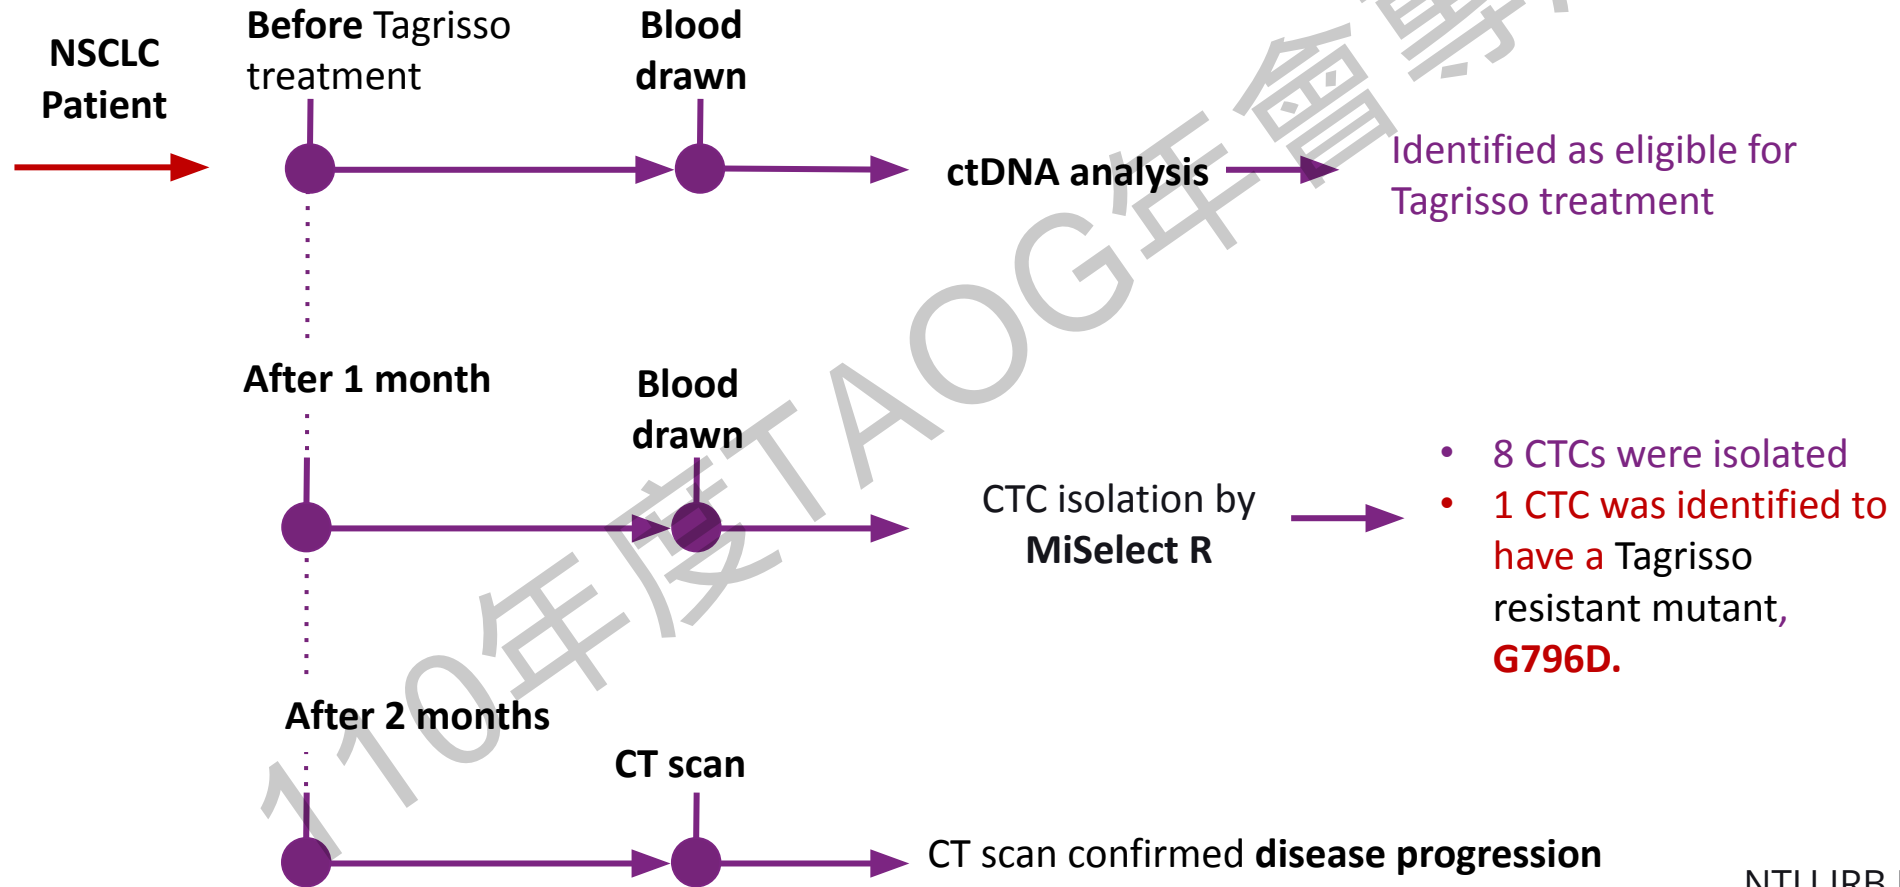 NSCLC
Patient
Before Tagrisso
treatment
Blood
drawn
ctDNA analysis
Identified as eligible for
Tagrisso treatment
After 1 month
Blood
drawn
CTC isolation by
MiSelect R
• 8 CTCs were isolated
• 1 CTC was identified to
have a Tagrisso
resistant mutant,
G796D.
After 2 months
CT scan
CT scan confirmed disease progression
NTU IRB
110年度TAOG年會專